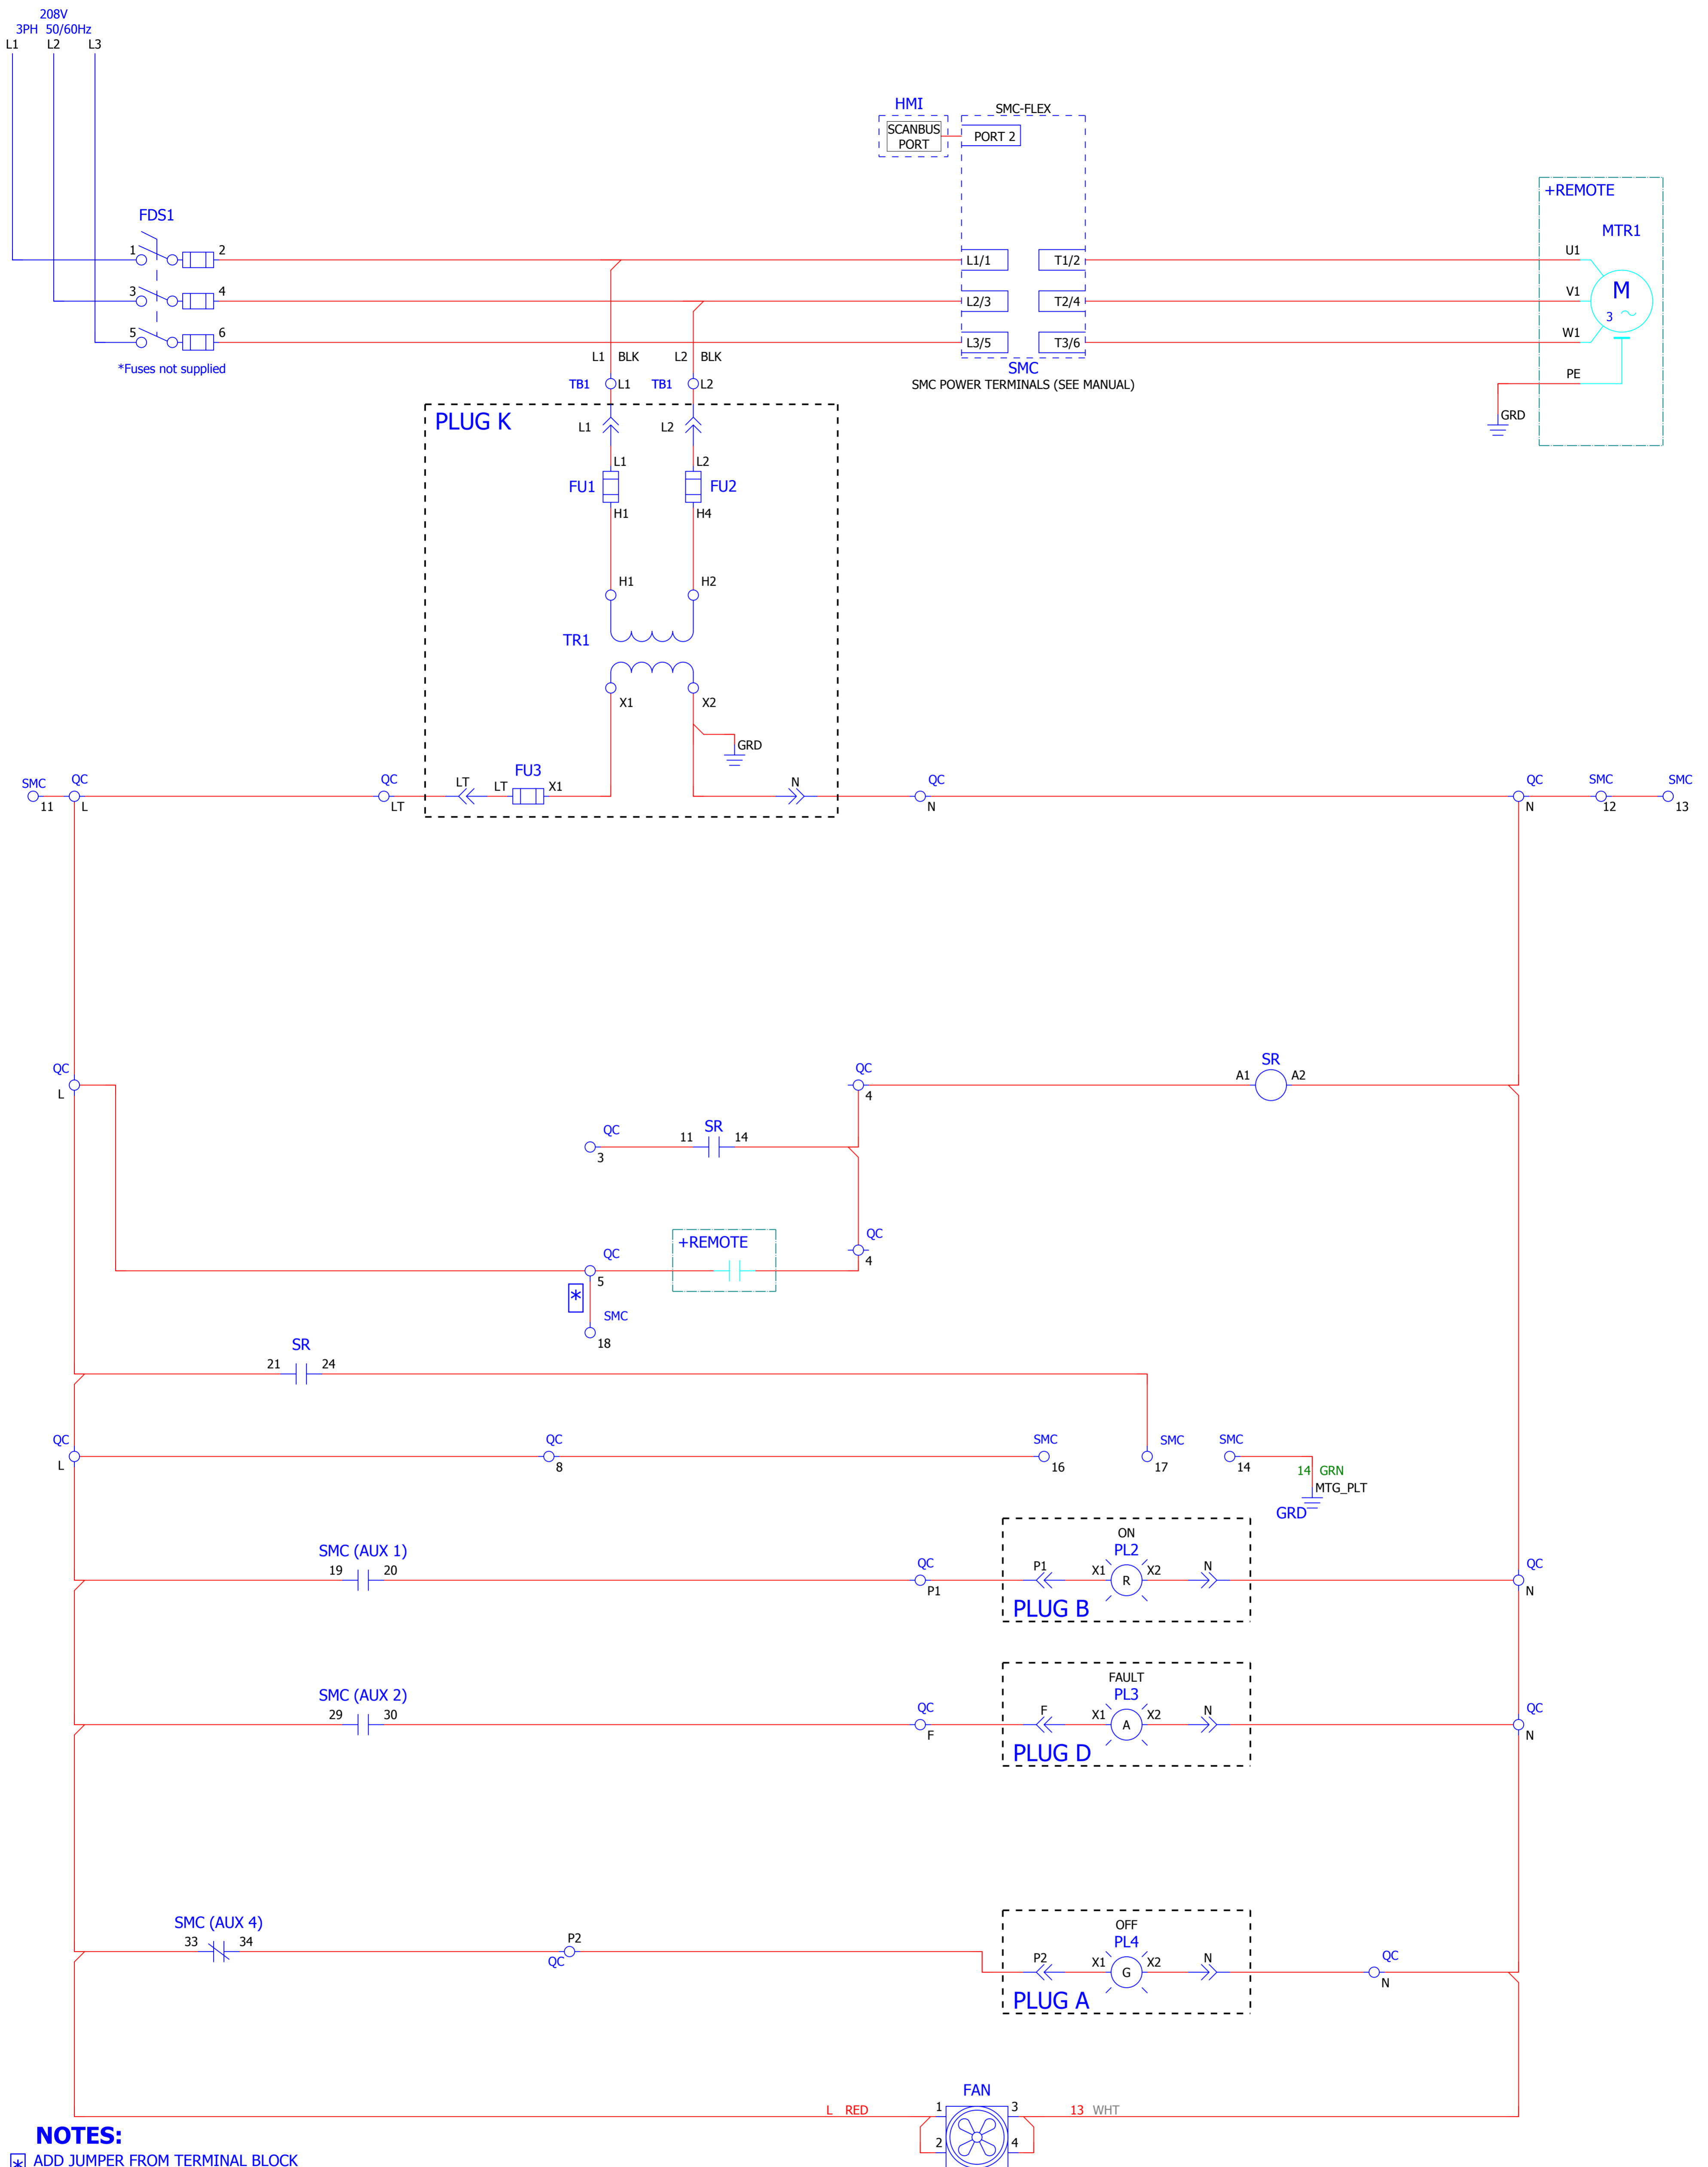 208V
3PH 50/60Hz
L1 L2 L3
HMI
SCANBUS
PORT
SMC-FLEX
PORT 2
+REMOTE
MTR1
FDS1
1 2
3 4
5 6
*Fuses not supplied
L1/1 T1/2
L2/3 T2/4
L3/5 T3/6
SMC
SMC POWER TERMINALS (SEE MANUAL)
U1
V1
W1
M
3
PE
GRD
L1 BLK L2 BLK
TB1 L1 TB1 L2
PLUG K
L1 L2
L1 L2
FU1 FU2
H1 H4
H1 H2
TR1
X1 X2
GRD
SMC QC QC LT LT FU3 X1 N QC QC SMC SMC
11 L LT N N 12 13
QC QC SR
L 4 A1 A2
QC SR
3 11 14
+REMOTE
QC QC
5 4
*
SMC
18
SR
21 24
QC QC SMC SMC SMC
L 8 16 17 14
14 GRN
MTG_PLT
GRD
SMC (AUX 1)
19 20
QC
P1
ON
PL2
P1 X1 R X2 N
PLUG B
QC
N
SMC (AUX 2)
29 30
QC
F
FAULT
PL3
F X1 A X2 N
PLUG D
QC
N
SMC (AUX 4)
33 34
P2
QC
OFF
PL4
P2 X1 G X2 N
PLUG A
QC
N
FAN
L RED 1 3 13 WHT
2 4
NOTES:
* ADD JUMPER FROM TERMINAL BLOCK